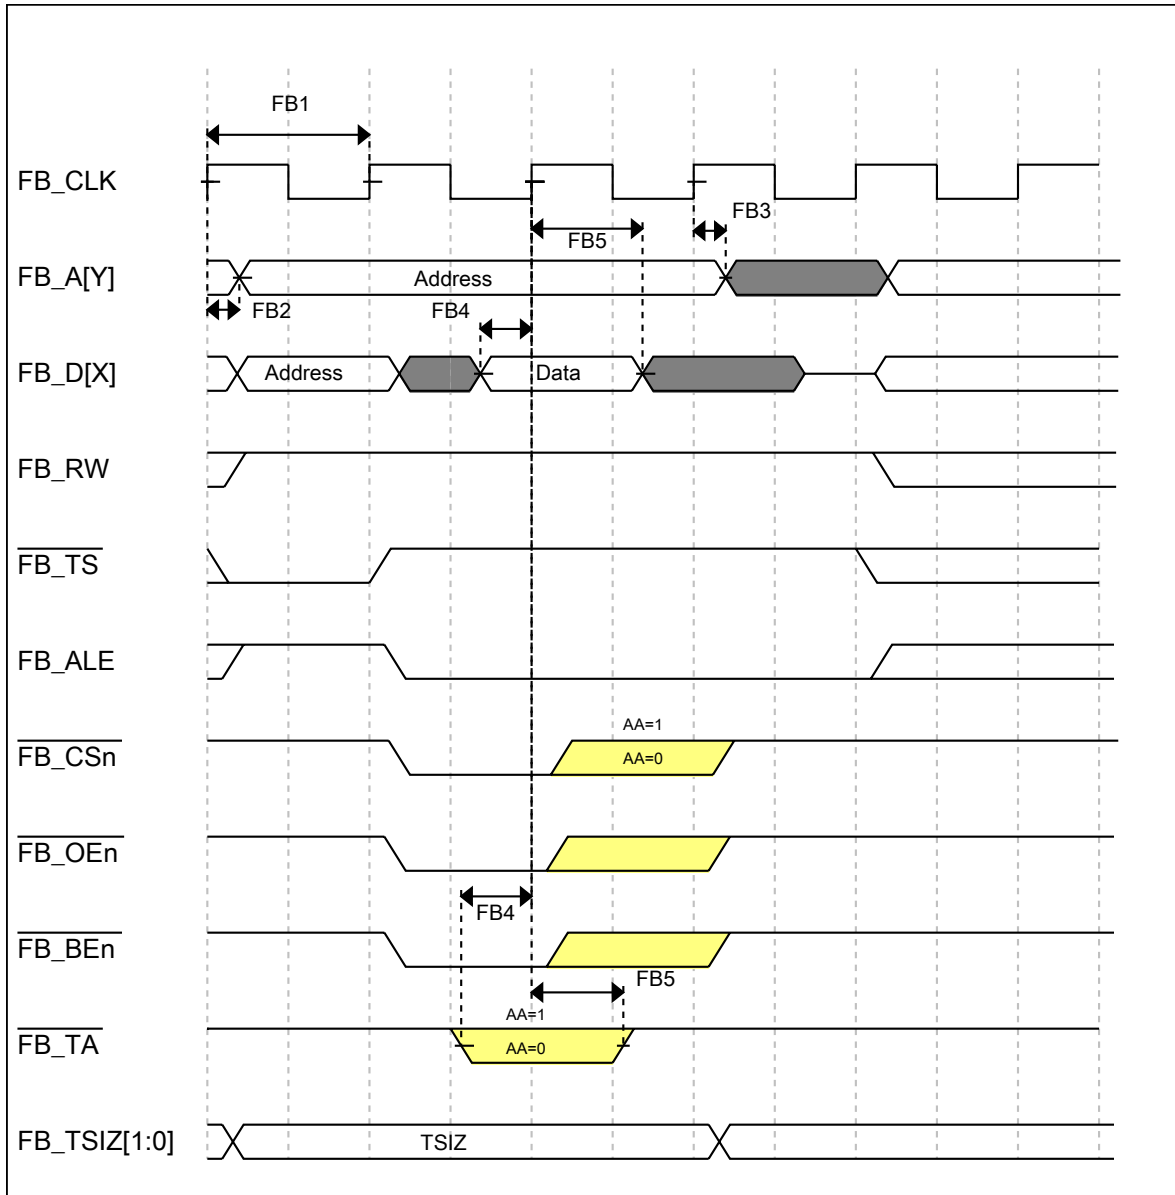 FB1
FB_CLK
FB3
FB5
FB_A[Y]
Address
FB2
FB4
FB_D[X]
Address
Data
FB_RW
FB_TS
FB_ALE
AA=1
FB_CSn
AA=0
FB_OEn
FB4
FB_BEn
FB5
AA=1
FB_TA
AA=0
FB_TSIZ[1:0]
TSIZ